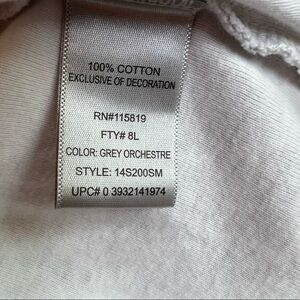 100% COTTON
EXCLUSIVE OF DECORATION
RN#115819
FTY# 8L
COLOR: GREY ORCHESTRE
STYLE: 14S200SM
UPC# 0 3932141974